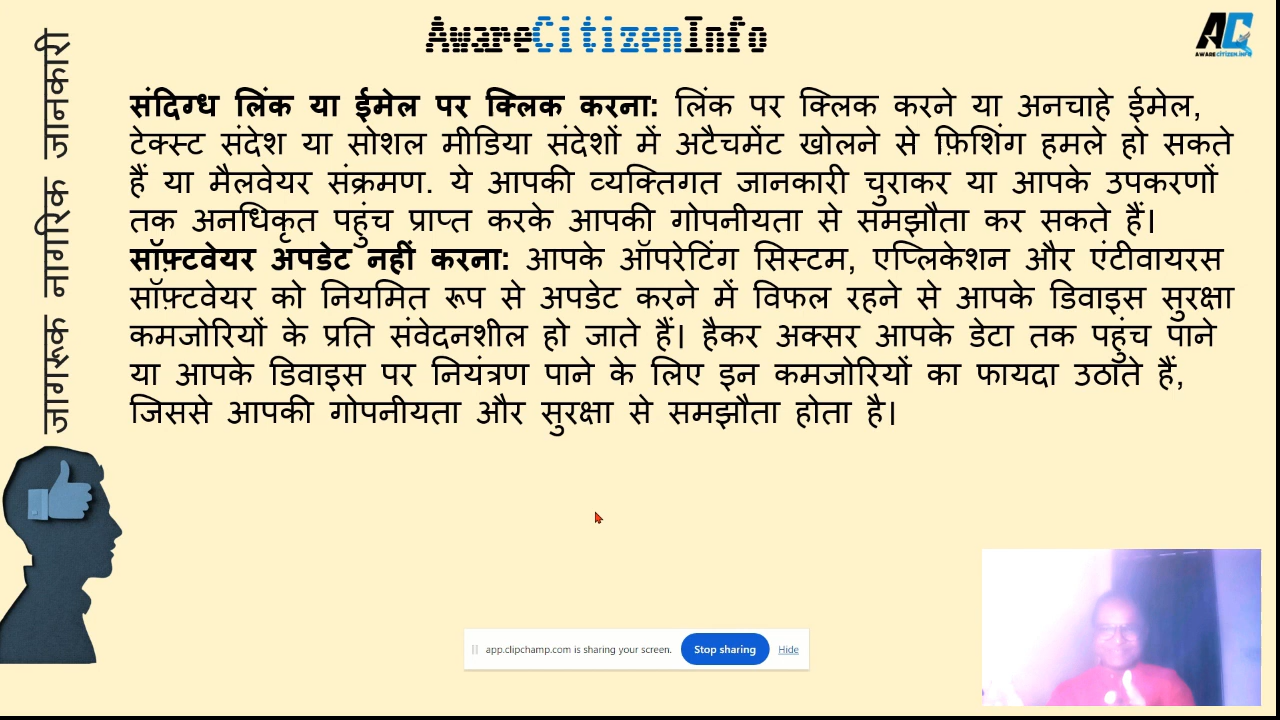 AwareCitizenInfo
AC
AWARECITIZEN.INFO
जागरूक नागरिक जानकारी
संदिग्ध लिंक या ईमेल पर क्लिक करना: लिंक पर क्लिक करने या अनचाहे ईमेल,
टेक्स्ट संदेश या सोशल मीडिया संदेशों में अटैचमेंट खोलने से फ़िशिंग हमले हो सकते
हैं या मैलवेयर संक्रमण. ये आपकी व्यक्तिगत जानकारी चुराकर या आपके उपकरणों
तक अनधिकृत पहुंच प्राप्त करके आपकी गोपनीयता से समझौता कर सकते हैं।
सॉफ़्टवेयर अपडेट नहीं करना: आपके ऑपरेटिंग सिस्टम, एप्लिकेशन और एंटीवायरस
सॉफ़्टवेयर को नियमित रूप से अपडेट करने में विफल रहने से आपके डिवाइस सुरक्षा
कमजोरियों के प्रति संवेदनशील हो जाते हैं। हैकर अक्सर आपके डेटा तक पहुंच पाने
या आपके डिवाइस पर नियंत्रण पाने के लिए इन कमजोरियों का फायदा उठाते हैं,
जिससे आपकी गोपनीयता और सुरक्षा से समझौता होता है।
app.clipchamp.com is sharing your screen. Stop sharing Hide